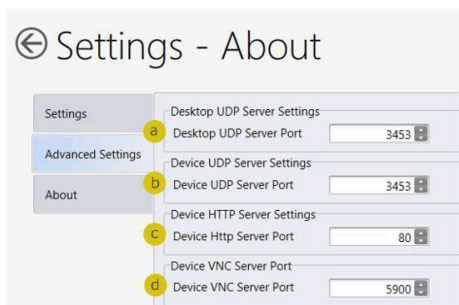 Settings - About
Settings
Advanced Settings
About
Desktop UDP Server Settings
a Desktop UDP Server Port 3453
Device UDP Server Settings
b Device UDP Server Port 3453
Device HTTP Server Settings
c Device Http Server Port 80
Device VNC Server Port
d Device VNC Server Port 5900